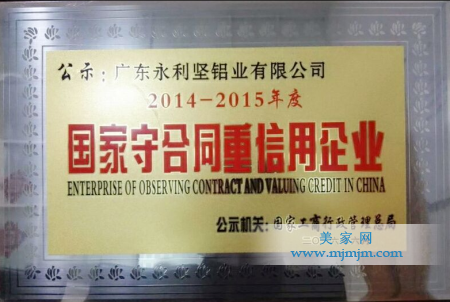 公示：广东永利坚铝业有限公司
2014-2015年度
国家守合同重信用企业
ENTERPRISE OF OBSERVING CONTRACT AND VALUING CREDIT IN CHINA
公示机关：国家工商行政管理总局
美家网
www.mjmjm.com